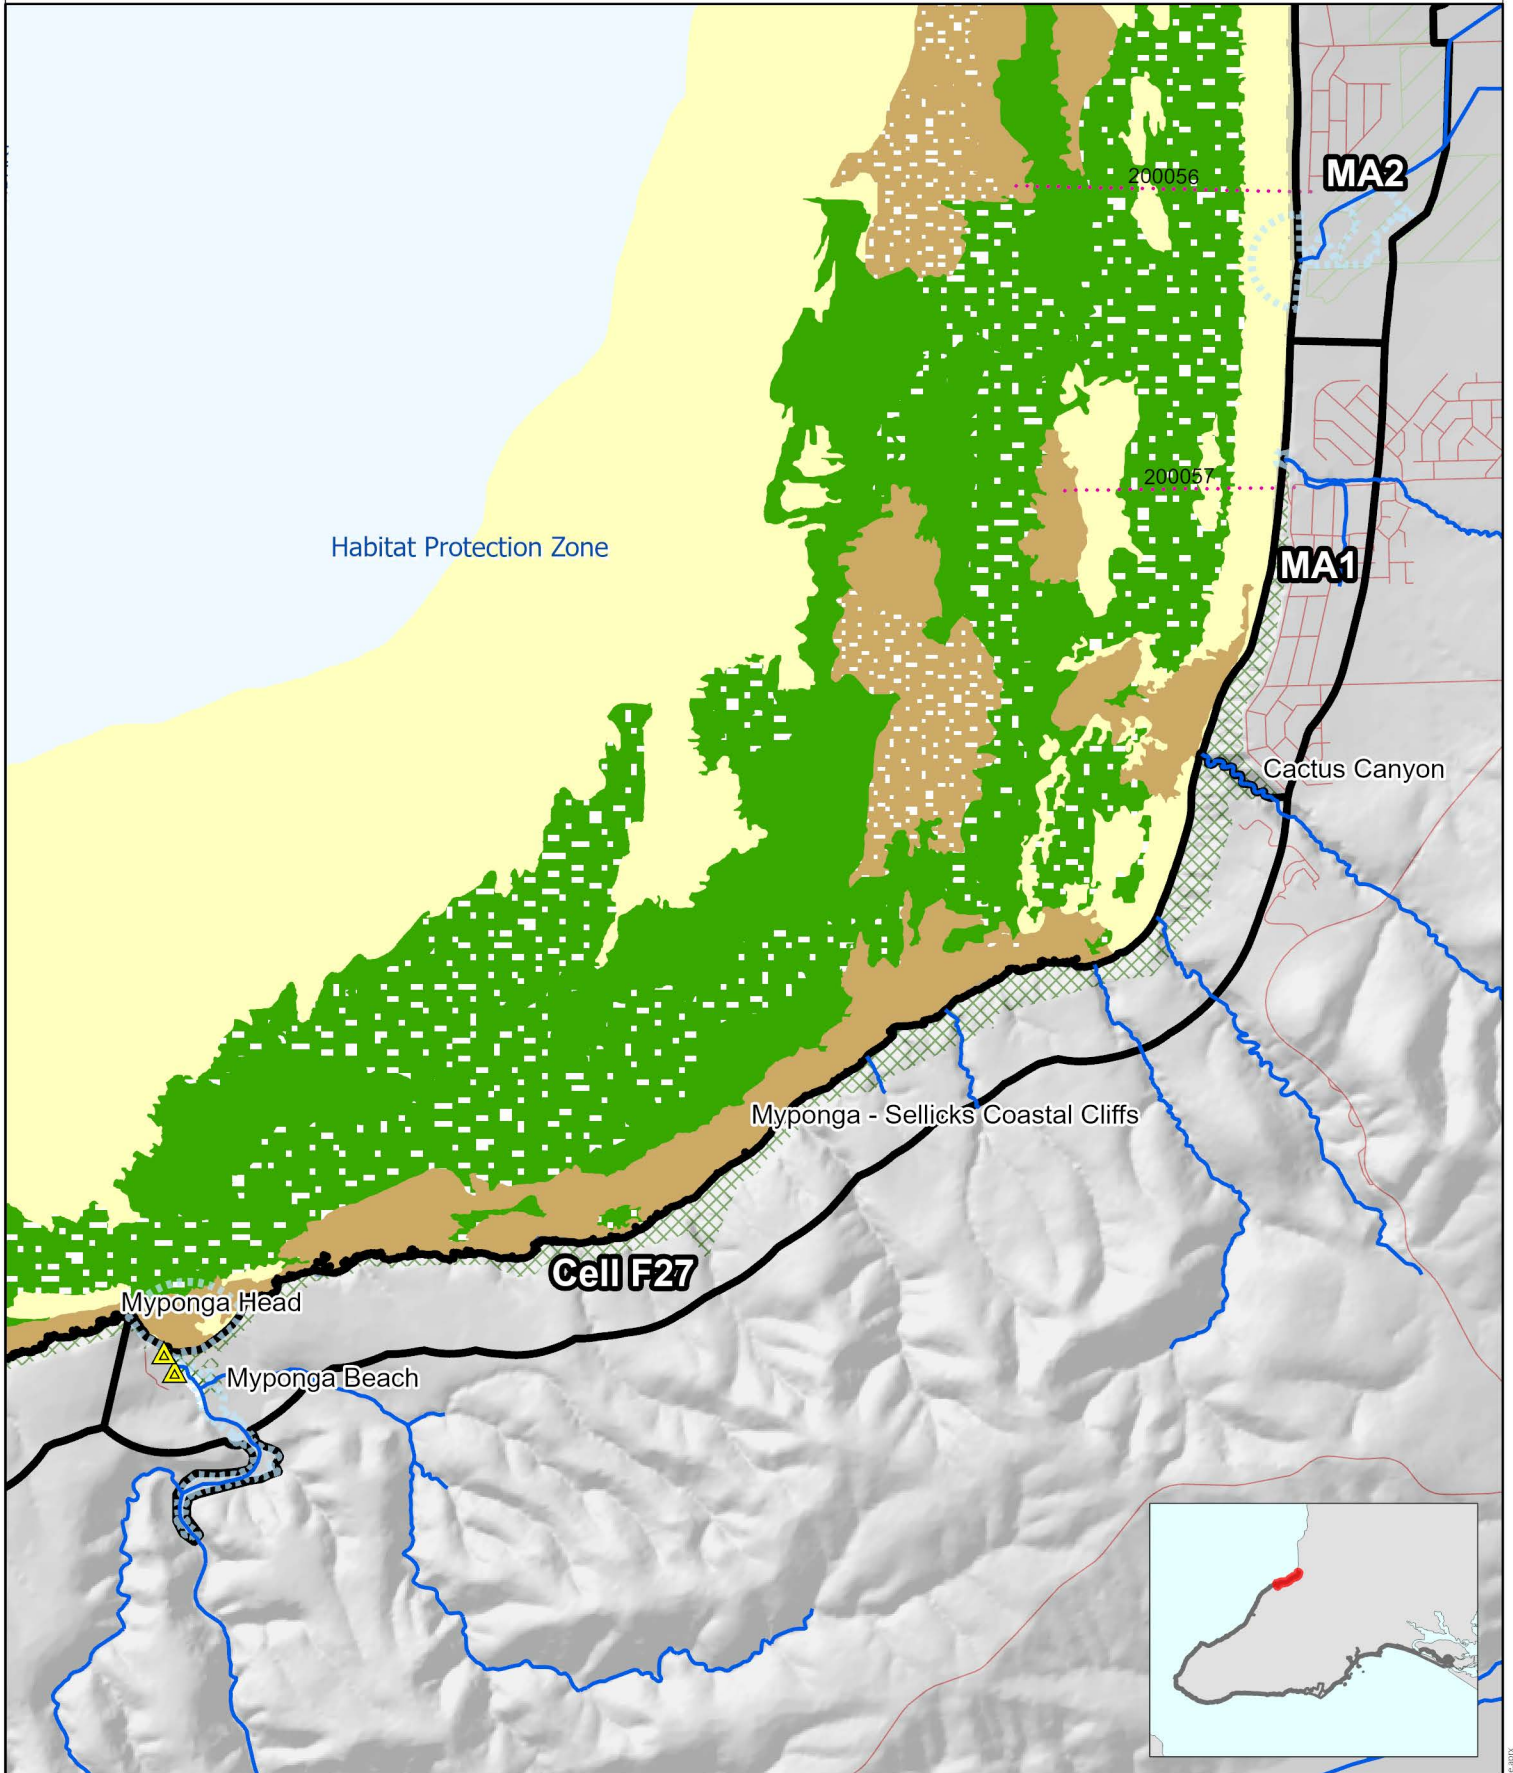 MA2
200056
200057
Habitat Protection Zone
MA1
Cactus Canyon
Myponga - Sellicks Coastal Cliffs
Cell F27
Myponga Head
Myponga Beach